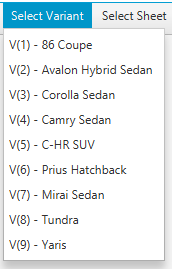 Select Variant Select Sheet
V(1) - 86 Coupe
V(2) - Avalon Hybrid Sedan
V(3) - Corolla Sedan
V(4) - Camry Sedan
V(5) - C-HR SUV
V(6) - Prius Hatchback
V(7) - Mirai Sedan
V(8) - Tundra
V(9) - Yaris